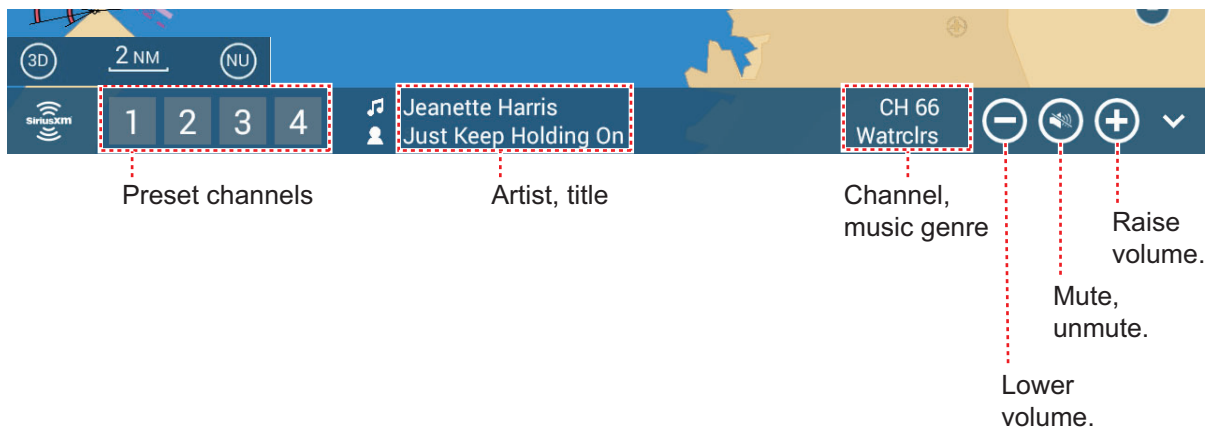 3D
2 NM
NU
siriusxm
1 2 3 4
Jeanette Harris
Just Keep Holding On
CH 66
Watrclrs
Preset channels
Artist, title
Channel,
music genre
Raise
volume.
Mute,
unmute.
Lower
volume.